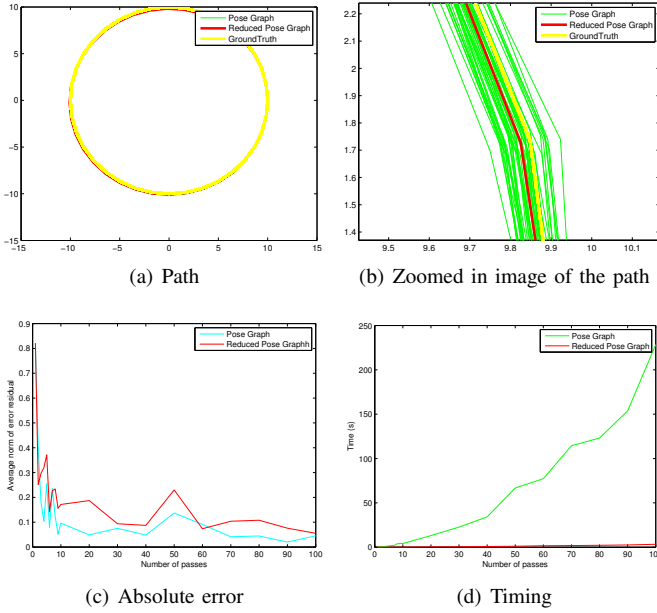 10
5
0
−5
−10
−15
−15 −10 −5 0 5 10 15
Pose Graph
Reduced Pose Graph
GroundTruth
(a) Path
2.2
2.1
2
1.9
1.8
1.7
1.6
1.5
1.4
9.5 9.6 9.7 9.8 9.9 10 10.1
Pose Graph
Reduced Pose Graph
GroundTruth
(b) Zoomed in image of the path
Average norm of error residual
0.9
0.8
0.7
0.6
0.5
0.4
0.3
0.2
0.1
0
0 10 20 30 40 50 60 70 80 90 100
Number of passes
Pose Graph
Reduced Pose Graphh
(c) Absolute error
Time (s)
250
200
150
100
50
0
0 10 20 30 40 50 60 70 80 90 100
Number of passes
Pose Graph
Reduced Pose Graph
(d) Timing